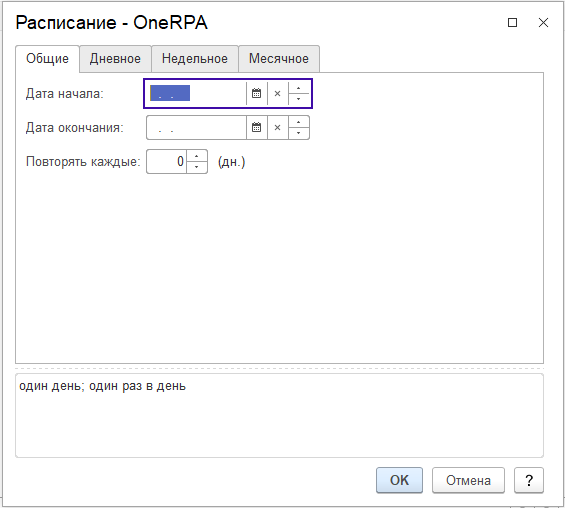 Расписание - OneRPA
Общие Дневное Недельное Месячное
Дата начала: . .
Дата окончания: . .
Повторять каждые: 0 (дн.)
один день; один раз в день
OK Отмена ?